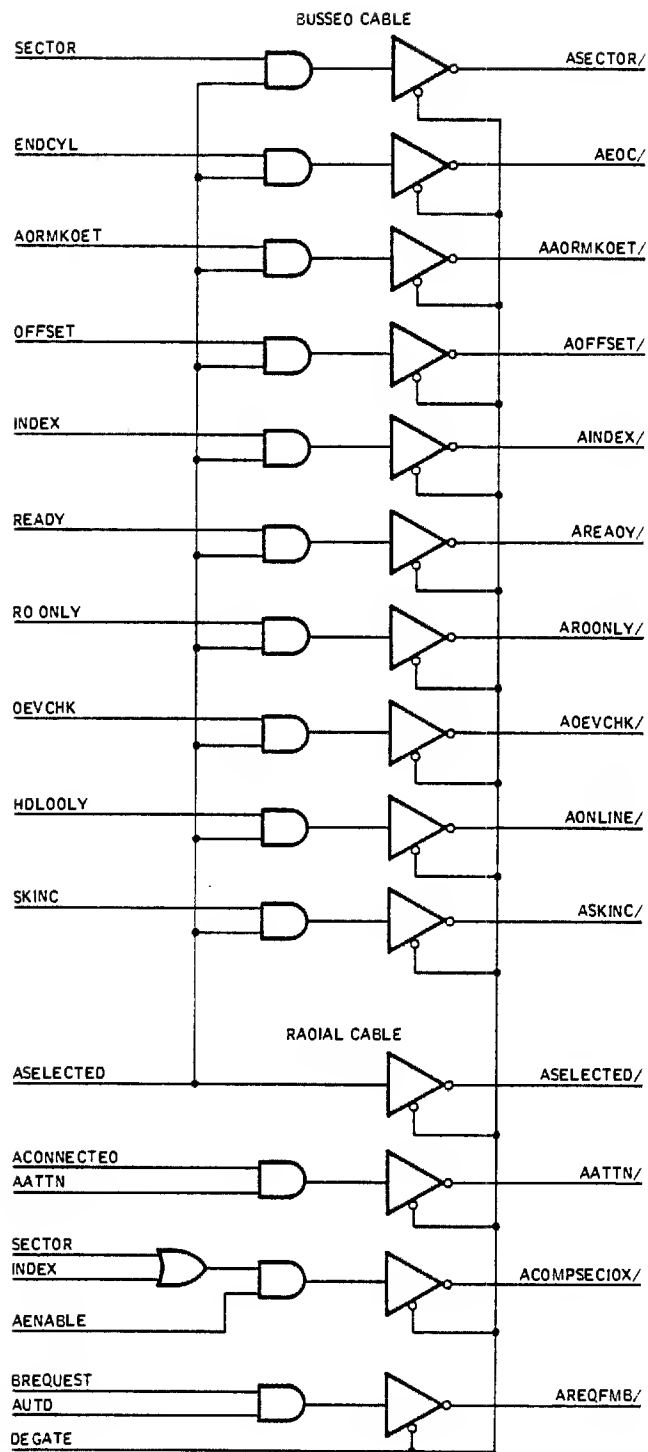 BUSSEO CABLE
SECTOR ASECTOR/
ENDCYL AEOC/
AORMKOET AAORMKOET/
OFFSET AOFFSET/
INDEX AINDEX/
READY AREAOY/
RO ONLY AROONLY/
OEVCHK AOEVCHK/
HDLOOLY AONLINE/
SKINC ASKINC/
RAOIAL CABLE
ASELECTED ASELECTED/
ACONNECTEO
AATTN AATTN/
SECTOR
INDEX ACOMPSECIOX/
AENABLE
BREQUEST
AUTO AREQFMB/
DEGATE